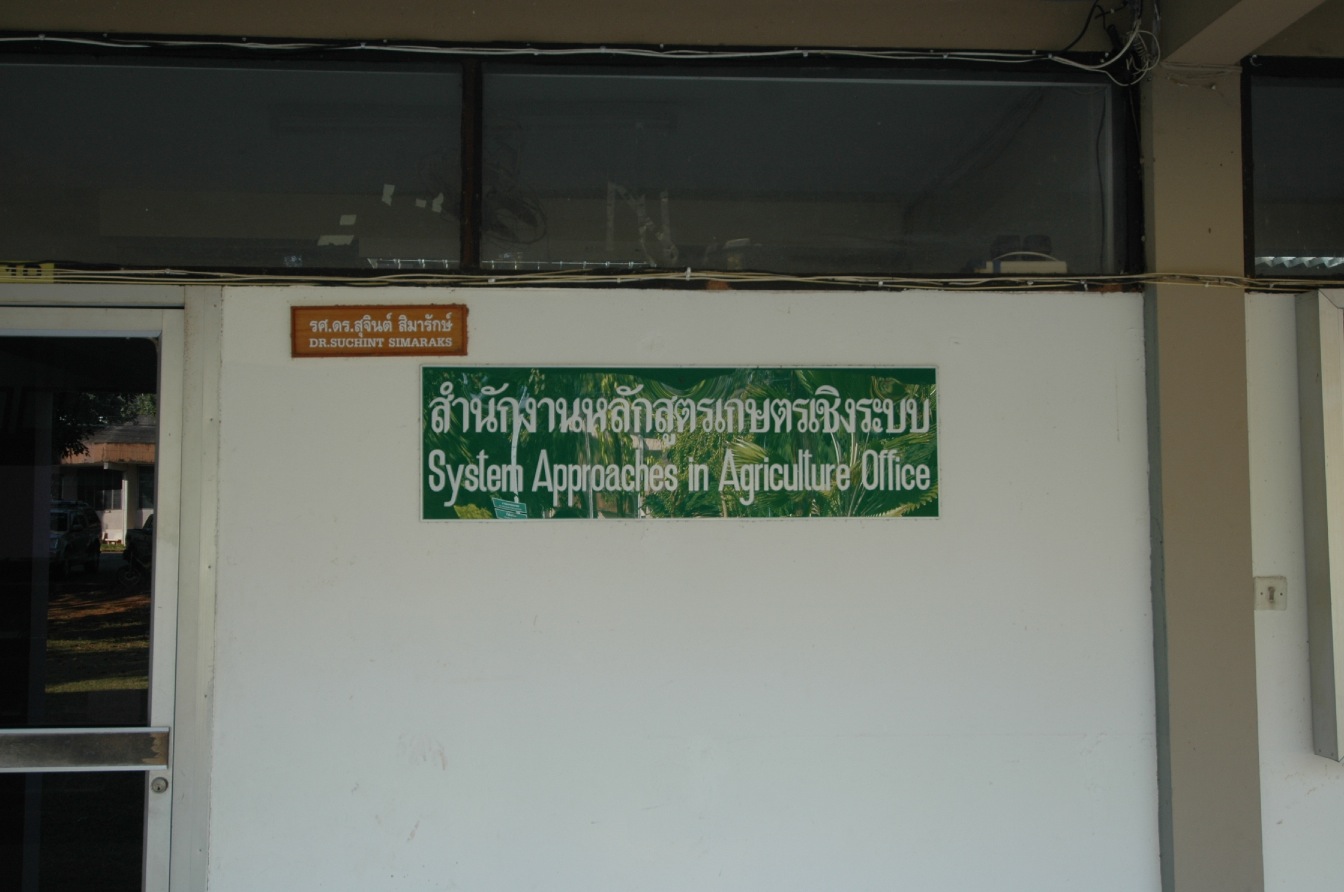 รศ.ดร.สุจินต์ สิมารักษ์
DR.SUCHINT SIMARAKS
สำนักงานหลักสูตรเกษตรเชิงระบบ
System Approaches in Agriculture Office